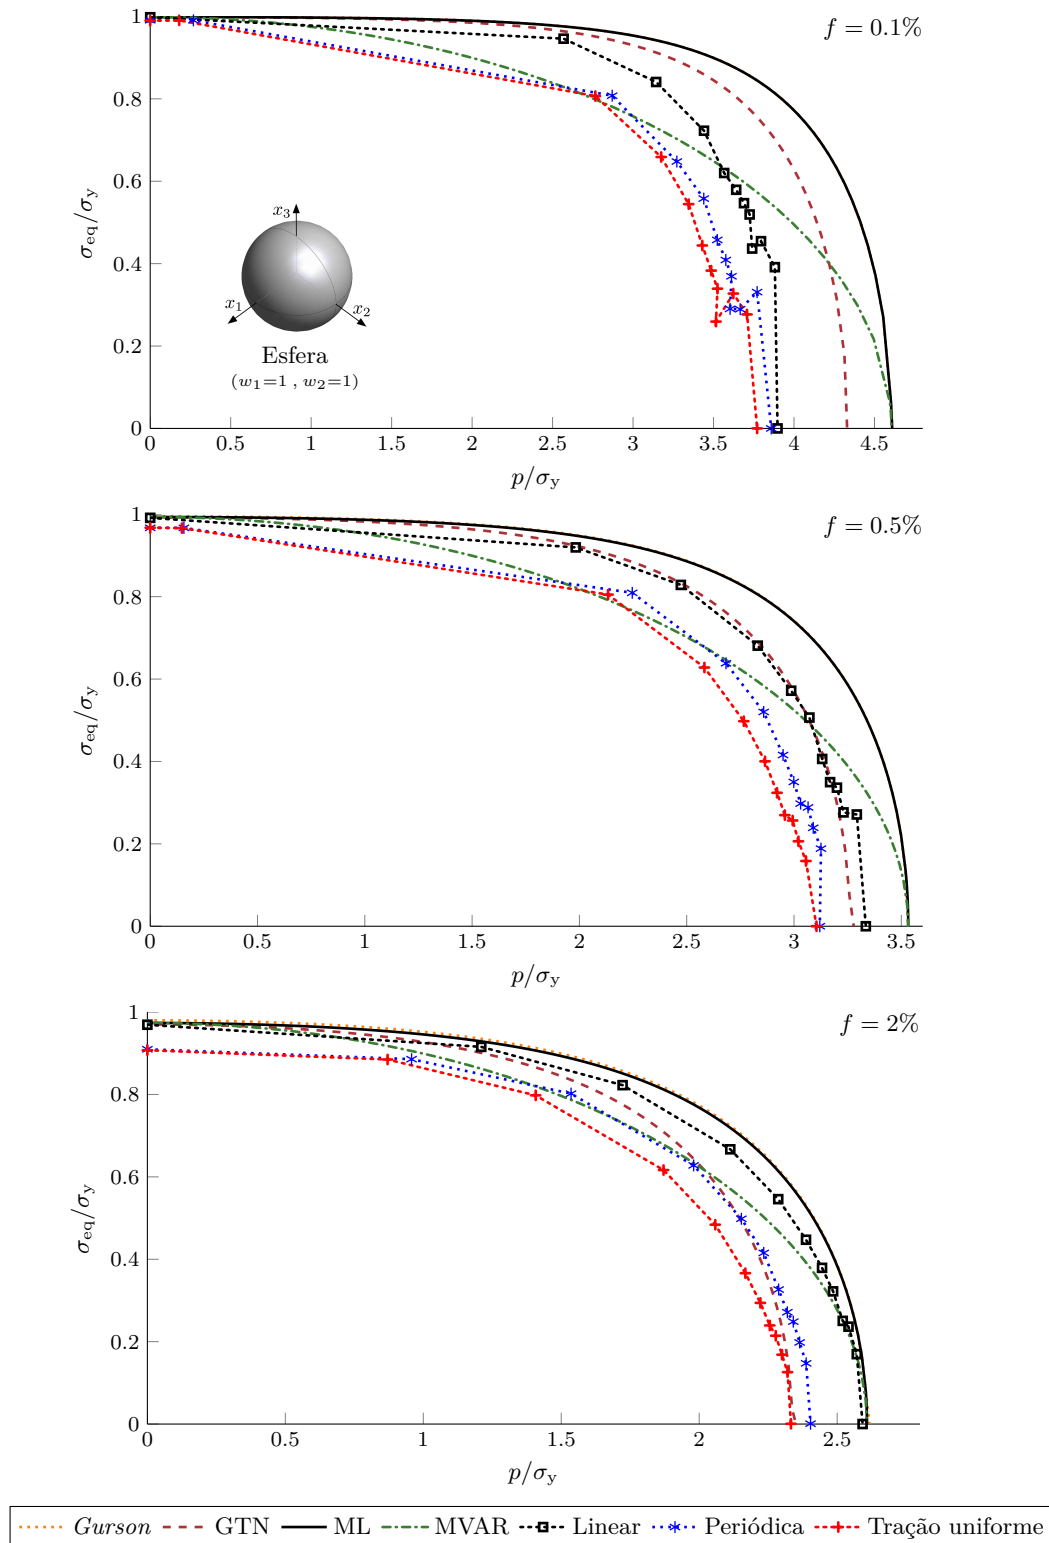 f = 0.1%
1
0.8
0.6
0.4
0.2
0
σeq/σy
x3
x1
x2
Esfera
(w1=1 , w2=1)
0 0.5 1 1.5 2 2.5 3 3.5 4 4.5
p/σy
f = 0.5%
1
0.8
0.6
0.4
0.2
0
σeq/σy
0 0.5 1 1.5 2 2.5 3 3.5
p/σy
f = 2%
1
0.8
0.6
0.4
0.2
0
σeq/σy
0 0.5 1 1.5 2 2.5
p/σy
Gurson GTN ML MVAR Linear Periódica Tração uniforme